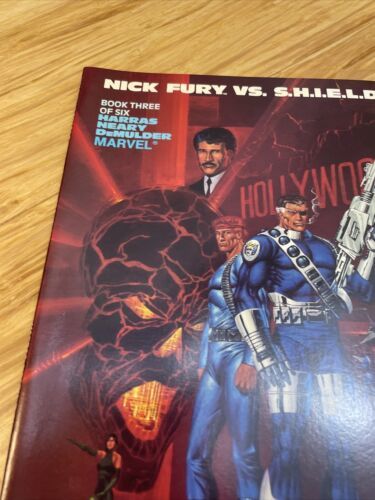 NICK FURY. VS. S.H.I.E.L.D
BOOK THREE
OF SIX
HARRAS
NEARY
DeMULDER
MARVEL®
HOLLYWOO